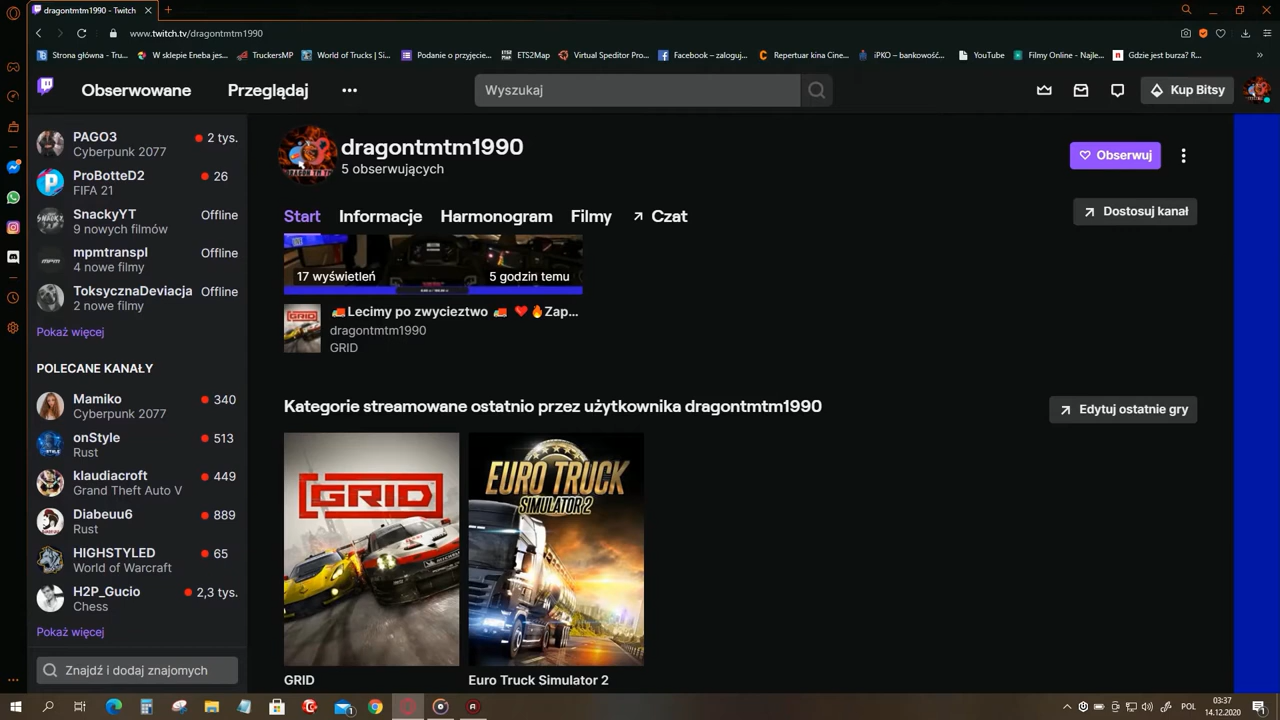 dragontmtm1990 - Twitch
www.twitch.tv/dragontmtm1990
Strona główna - Tru...
W sklepie Eneba jes...
TruckersMP
World of Trucks | Si...
Podanie o przyjęcie...
ETS2Map
Virtual Speditor Pro...
Facebook – zaloguj...
Repertuar kina Cine...
iPKO – bankowość...
YouTube
Filmy Online - Najle...
Gdzie jest burza? R...
Obserwowane
Przeglądaj
Wyszukaj
Kup Bitsy
PAGO3
2 tys.
Cyberpunk 2077
ProBotteD2
26
FIFA 21
SnackyYT
Offline
9 nowych filmów
mpmtranspl
Offline
4 nowe filmy
ToksycznaDeviacja
Offline
2 nowe filmy
Pokaż więcej
POLECANE KANAŁY
Mamiko
340
Cyberpunk 2077
onStyle
513
Rust
klaudiacroft
449
Grand Theft Auto V
Diabeuu6
889
Rust
HIGHSTYLED
65
World of Warcraft
H2P_Gucio
2,3 tys.
Chess
Pokaż więcej
Znajdź i dodaj znajomych
dragontmtm1990
5 obserwujących
Obserwuj
Start
Informacje
Harmonogram
Filmy
Czat
Dostosuj kanał
17 wyświetleń
5 godzin temu
🚛Lecimy po zwycieztwo 🚛 ❤️🔥Zap...
dragontmtm1990
GRID
Kategorie streamowane ostatnio przez użytkownika dragontmtm1990
Edytuj ostatnie gry
GRID
EURO TRUCK
SIMULATOR 2
GRID
Euro Truck Simulator 2
POL
03:37
14.12.2020